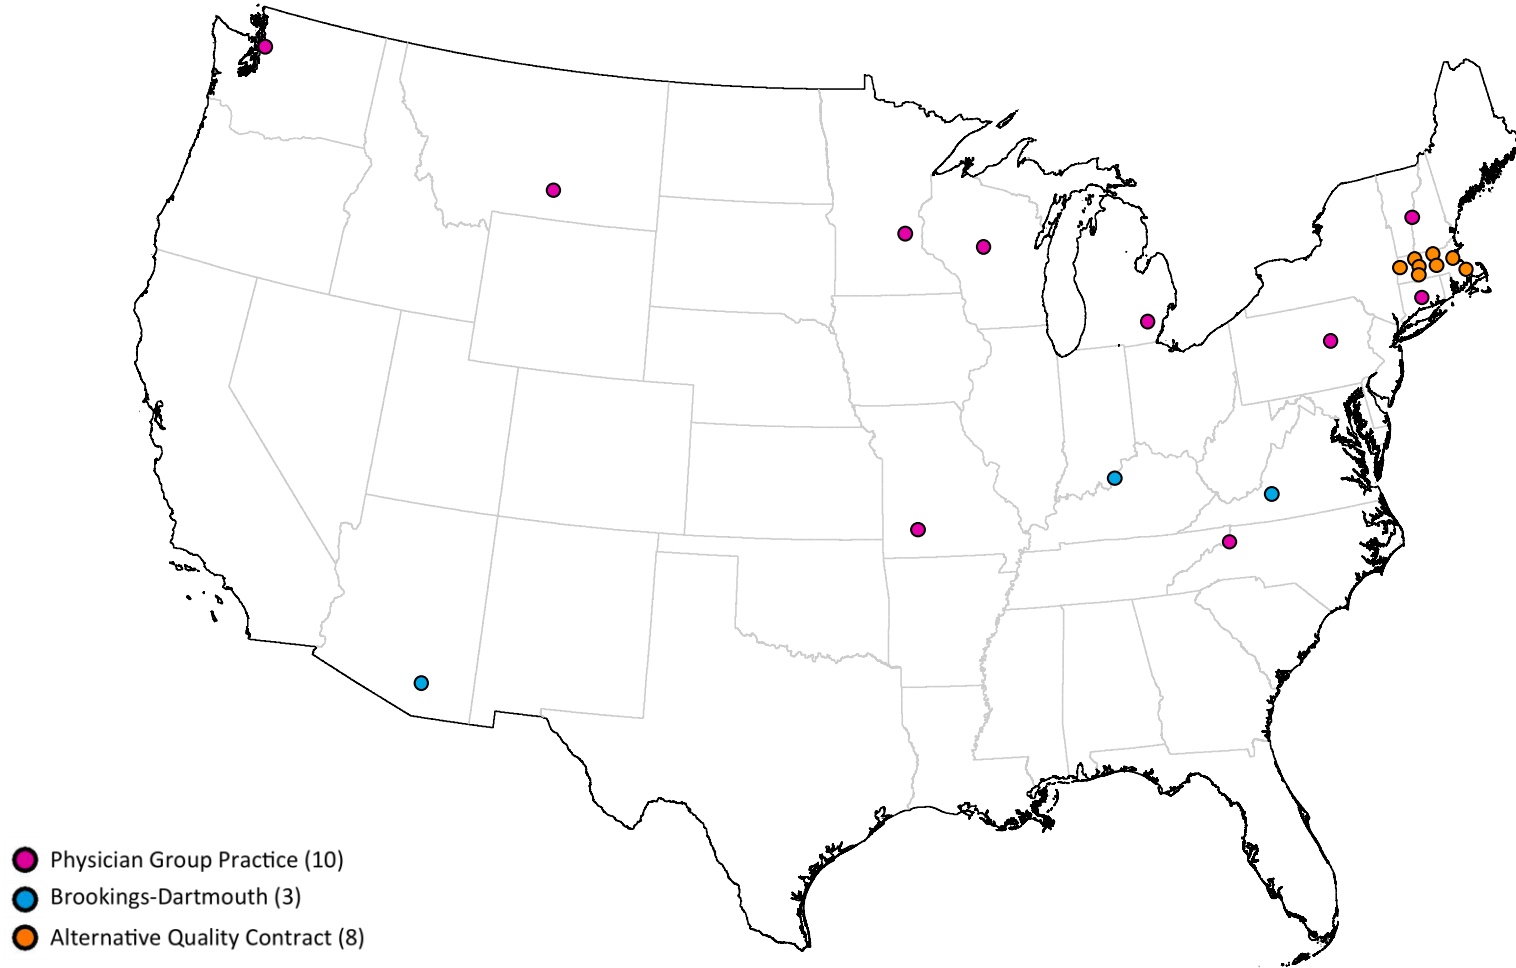 Physician Group Practice (10)
Brookings-Dartmouth (3)
Alternative Quality Contract (8)